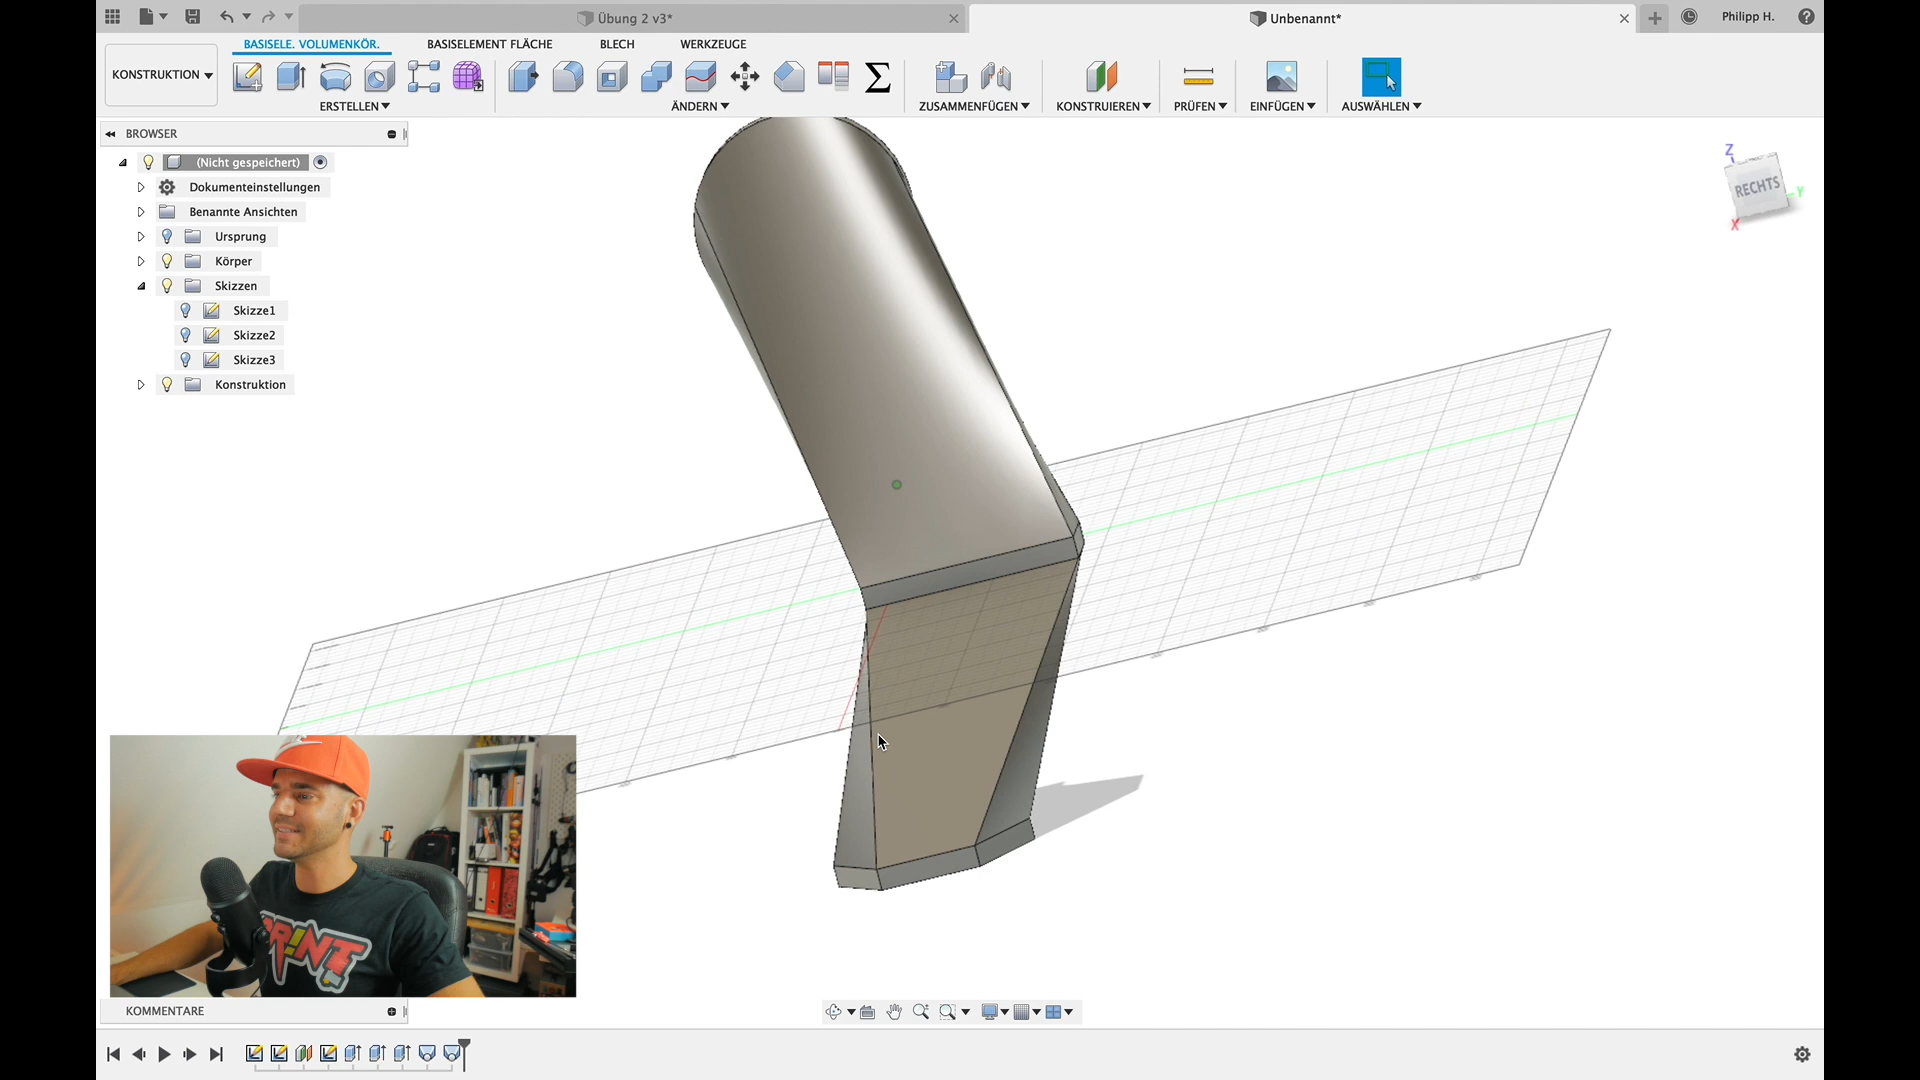 Übung 2 v3*
Unbenannt*
Philipp H.
KONSTRUKTION
BASISELE. VOLUMENKÖR.
BASISELEMENT FLÄCHE
BLECH
WERKZEUGE
ERSTELLEN
ÄNDERN
ZUSAMMENFÜGEN
KONSTRUIEREN
PRÜFEN
EINFÜGEN
AUSWÄHLEN
BROWSER
(Nicht gespeichert)
Dokumenteinstellungen
Benannte Ansichten
Ursprung
Körper
Skizzen
Skizze1
Skizze2
Skizze3
Konstruktion
Z
RECHTS
Y
X
KOMMENTARE